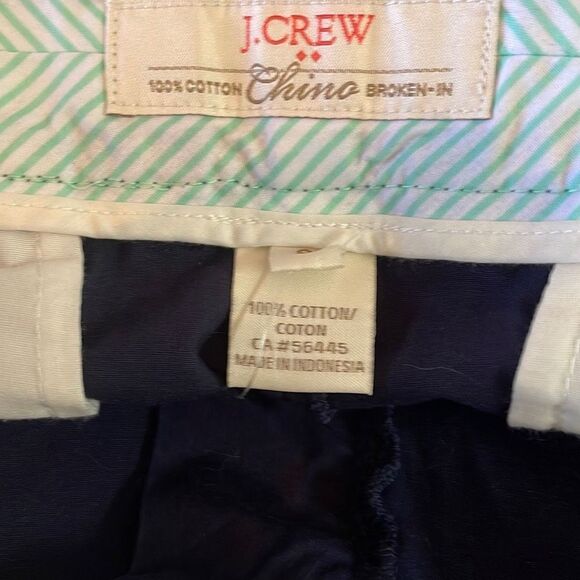 J.CREW
100% COTTON Chino BROKEN-IN
100% COTTON/
COTON
CA #56445
MADE IN INDONESIA